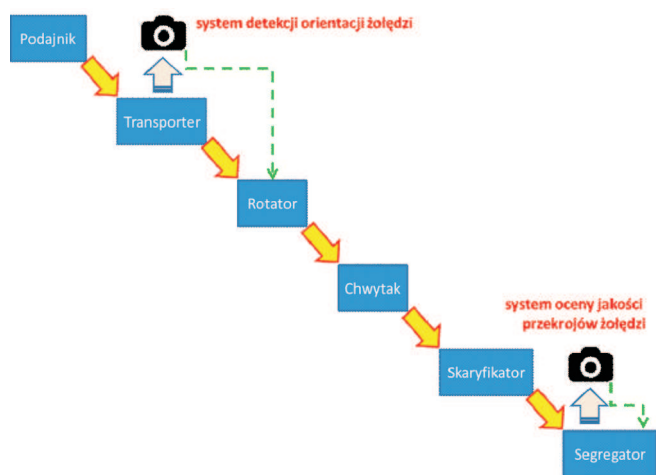 Podajnik
system detekcji orientacji żołędzi
Transporter
Rotator
Chwytak
system oceny jakości
przekrojów żołędzi
Skaryfikator
Segregator